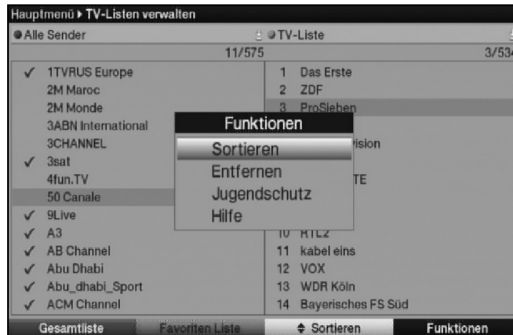 Hauptmenü ▸ TV-Listen verwalten
Alle Sender
TV-Liste
11/575
3/534
✓ 1TVRUS Europe
2M Maroc
2M Monde
3ABN International
3CHANNEL
✓ 3sat
4fun.TV
50 Canale
✓ 9Live
✓ A3
✓ AB Channel
✓ Abu Dhabi
✓ Abu_dhabi_Sport
✓ ACM Channel
1 Das Erste
2 ZDF
3 ProSieben
10 RTL2
11 kabel eins
12 VOX
13 WDR Köln
14 Bayerisches FS Süd
Funktionen
Sortieren
Entfernen
Jugendschutz
Hilfe
Gesamtliste
Favoriten Liste
Sortieren
Funktionen